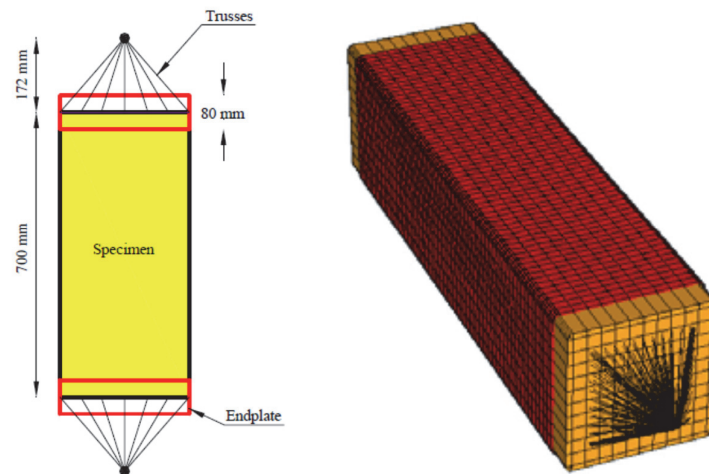 Trusses
172 mm
80 mm
700 mm
Specimen
Endplate